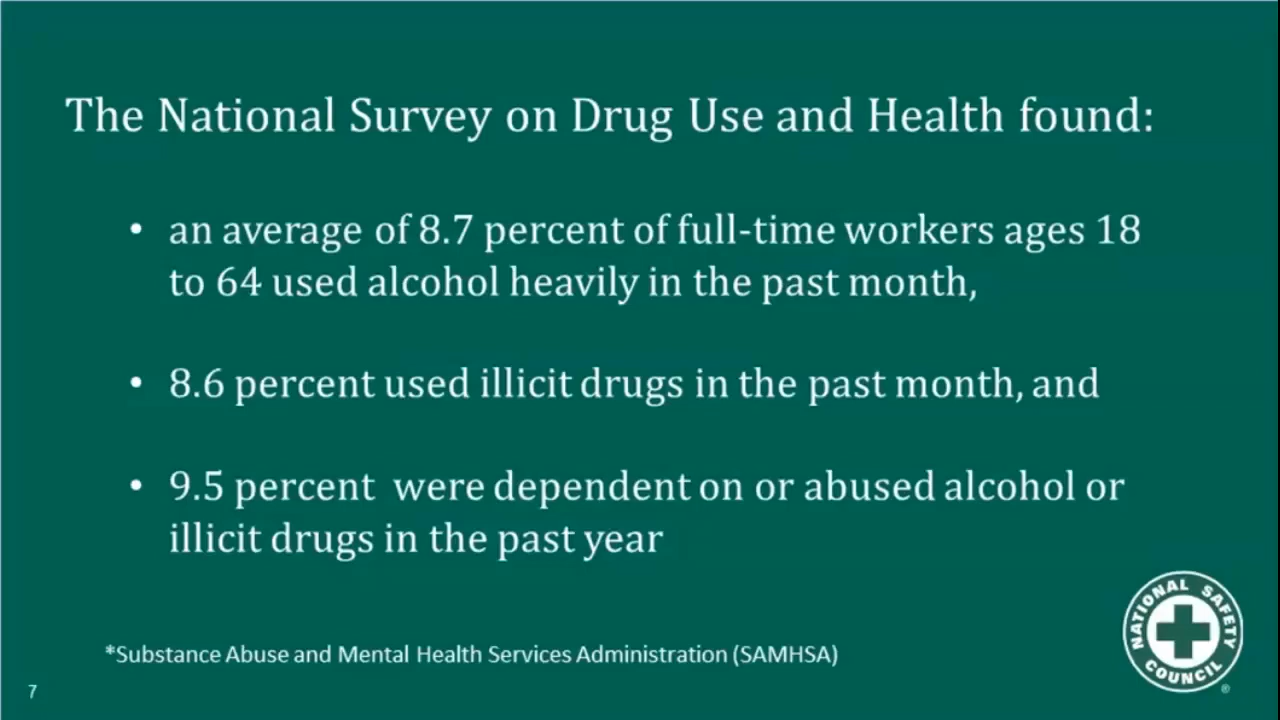 The National Survey on Drug Use and Health found:
• an average of 8.7 percent of full-time workers ages 18
to 64 used alcohol heavily in the past month,
• 8.6 percent used illicit drugs in the past month, and
• 9.5 percent  were dependent on or abused alcohol or
illicit drugs in the past year
NATIONAL SAFETY
COUNCIL
®
*Substance Abuse and Mental Health Services Administration (SAMHSA)
7